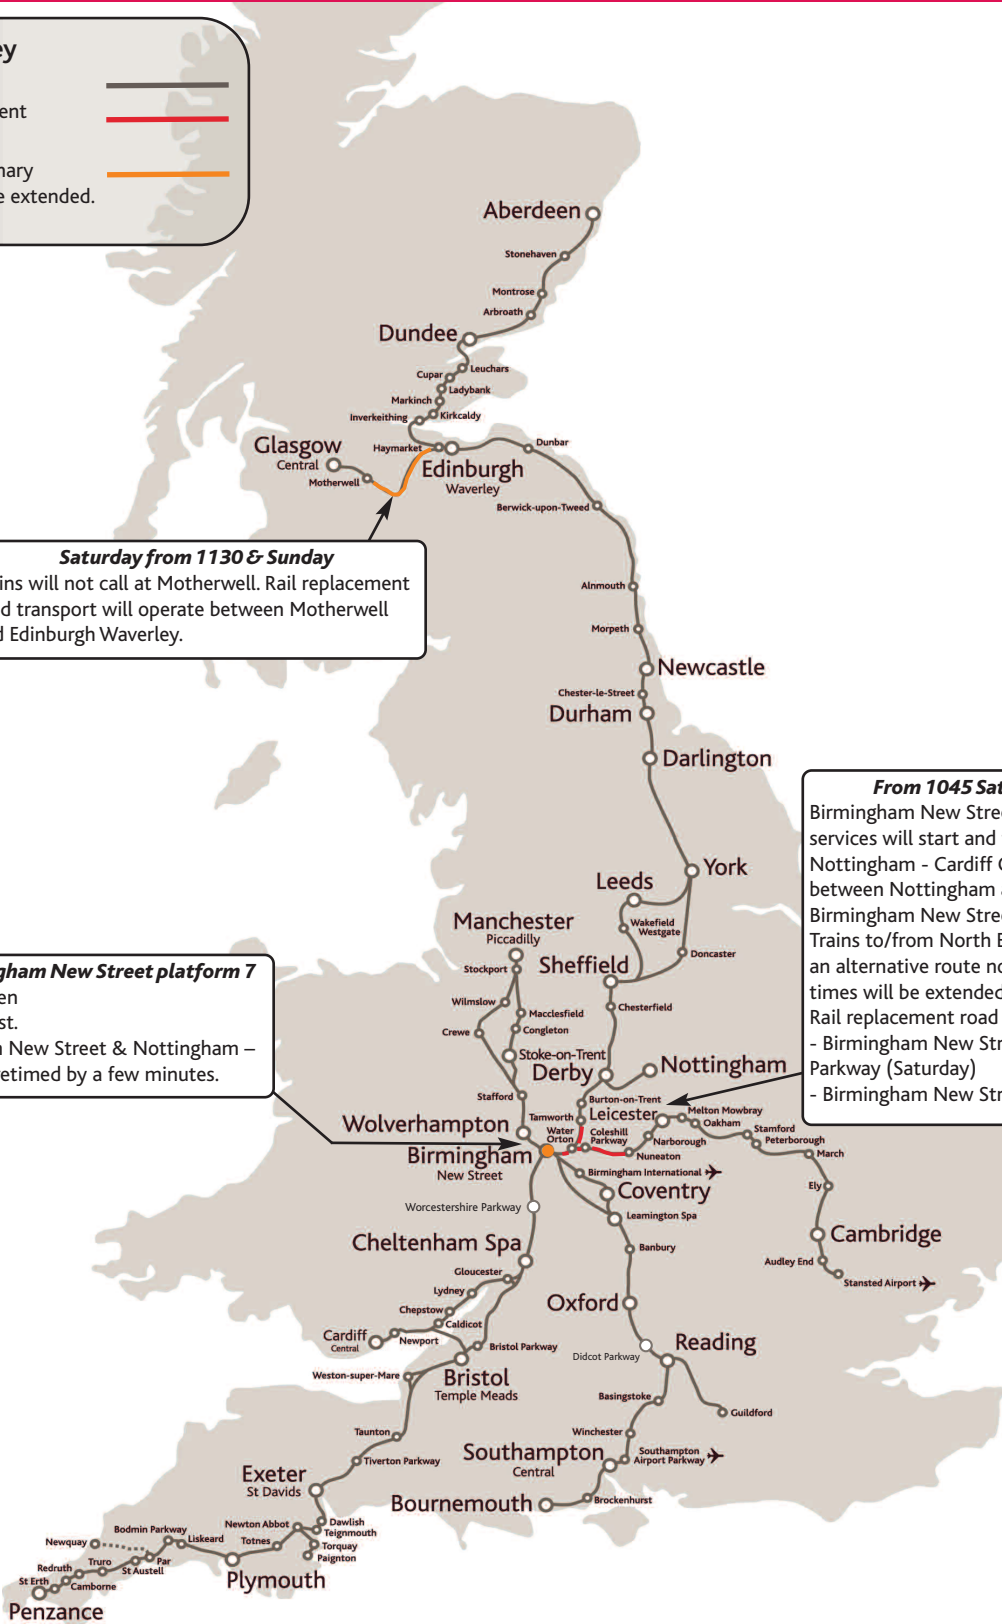 ey
ent
nary
e extended.
Aberdeen
Stonehaven
Montrose
Arbroath
Dundee
Leuchars
Cupar
Ladybank
Markinch
Kirkcaldy
Inverkeithing
Glasgow
Central
Haymarket
Edinburgh
Waverley
Dunbar
Motherwell
Berwick-upon-Tweed
Saturday from 1130 & Sunday
ins will not call at Motherwell. Rail replacement
d transport will operate between Motherwell
d Edinburgh Waverley.
Alnmouth
Morpeth
Newcastle
Chester-le-Street
Durham
Darlington
From 1045 Sat
Birmingham New Stree
services will start and
Nottingham - Cardiff C
between Nottingham a
Birmingham New Stree
Trains to/from North E
an alternative route no
times will be extended
Rail replacement road
- Birmingham New Str
Parkway (Saturday)
- Birmingham New Str
York
Leeds
Wakefield
Westgate
Manchester
Piccadilly
Doncaster
Stockport
Sheffield
Wilmslow
Chesterfield
Macclesfield
Crewe
Congleton
gham New Street platform 7
en
st.
n New Street & Nottingham –
retimed by a few minutes.
Stoke-on-Trent
Derby
Nottingham
Stafford
Burton-on-Trent
Tamworth
Leicester
Melton Mowbray
Oakham
Stamford
Peterborough
March
Wolverhampton
Water
Orton
Coleshill
Parkway
Narborough
Nuneaton
Birmingham
New Street
Birmingham International
Coventry
Ely
Worcestershire Parkway
Leamington Spa
Cambridge
Cheltenham Spa
Banbury
Audley End
Stansted Airport
Gloucester
Lydney
Oxford
Chepstow
Caldicot
Cardiff
Central
Newport
Bristol Parkway
Reading
Didcot Parkway
Weston-super-Mare
Bristol
Temple Meads
Basingstoke
Guildford
Taunton
Winchester
Tiverton Parkway
Southampton
Central
Southampton
Airport Parkway
Exeter
St Davids
Bournemouth
Brockenhurst
Newton Abbot
Dawlish
Teignmouth
Bodmin Parkway
Liskeard
Totnes
Torquay
Paignton
Newquay
Par
St Austell
Truro
Redruth
St Erth
Camborne
Plymouth
Penzance